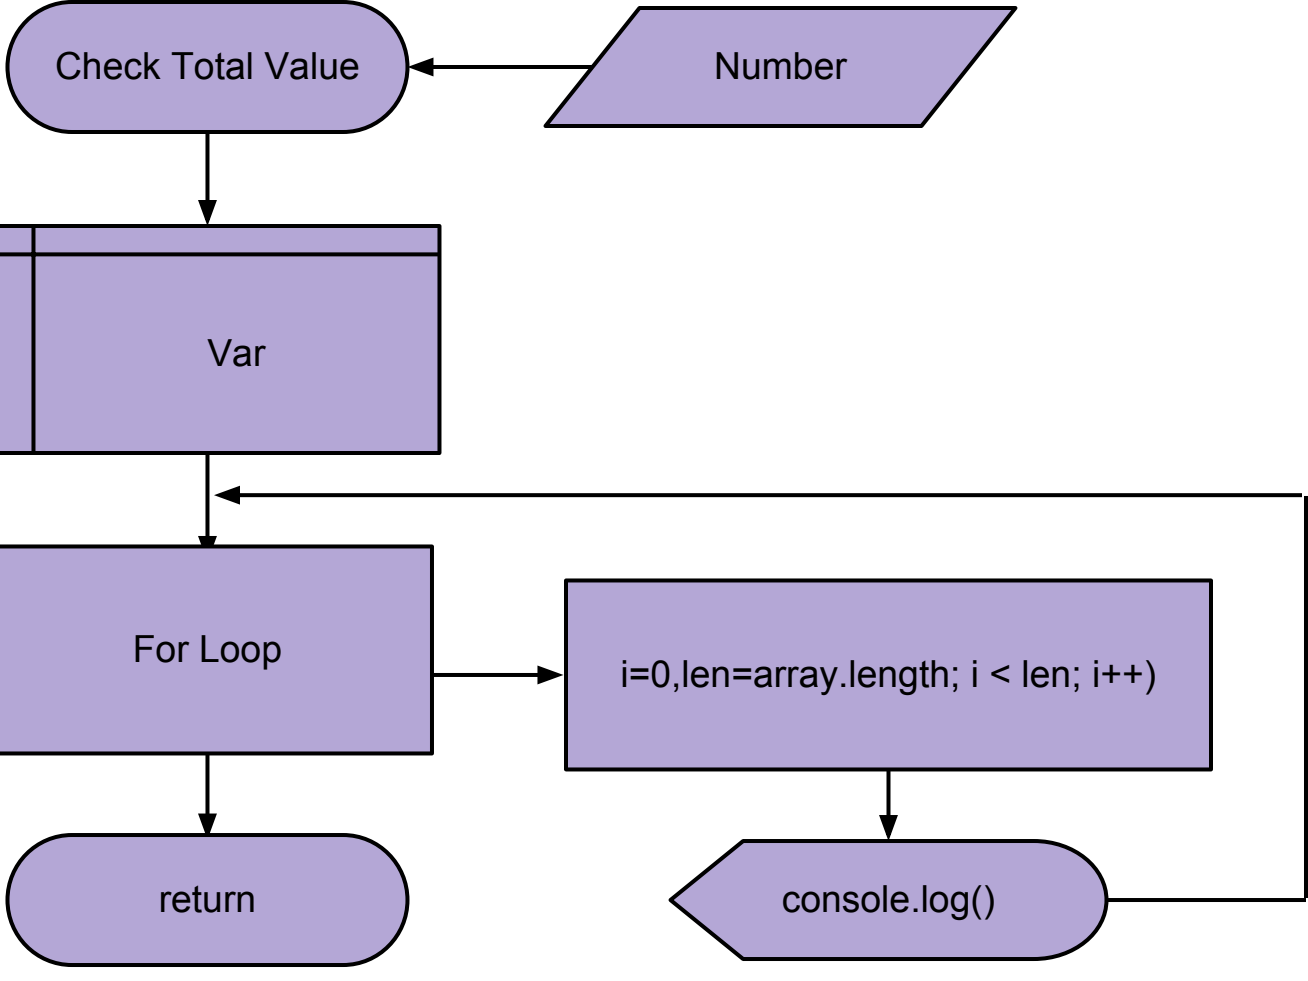 Check Total Value
Number
Var
For Loop
i=0,len=array.length; i < len; i++)
return
console.log()